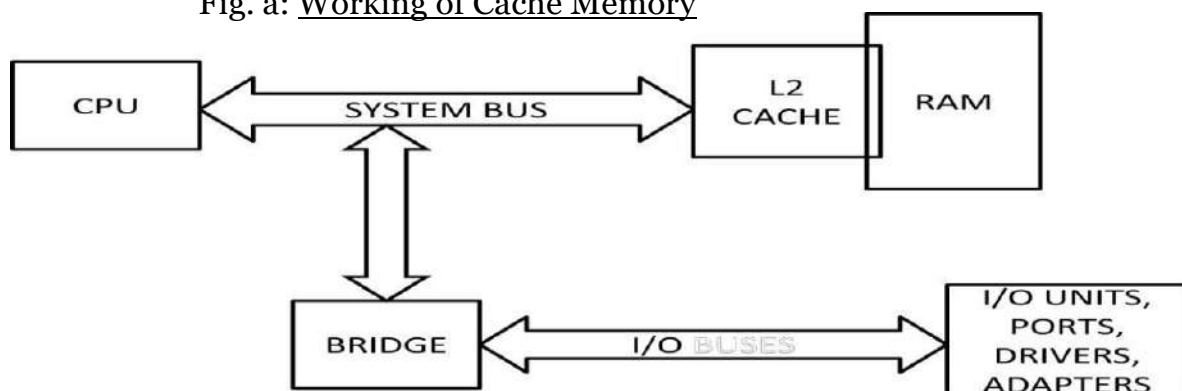 Fig. a: Working of Cache Memory
CPU
SYSTEM BUS
L2
CACHE
RAM
BRIDGE
I/O BUSES
I/O UNITS,
PORTS,
DRIVERS,
ADAPTERS